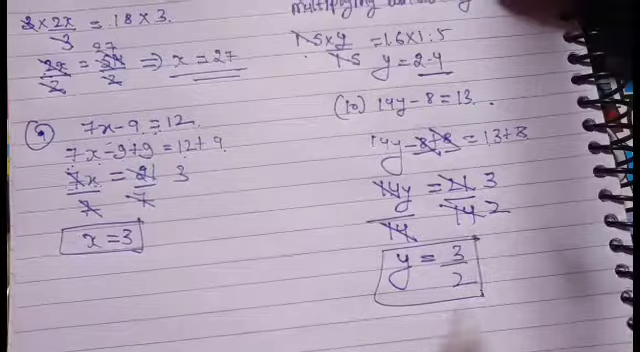 3 × 2x/3 = 18 × 3.
2x/2 = 54/2 27 ⇒ x = 27
(9) 7x - 9 = 12
7x - 9 + 9 = 12 + 9
7x/7 = 21/7 3
x = 3
multiplying
1.5 × y/1.5 = 1.6 × 1.5
y = 2.4
(10) 14y - 8 = 13.
14y - 8 + 8 = 13 + 8
14y/14 = 21/14 3 2
y = 3/2